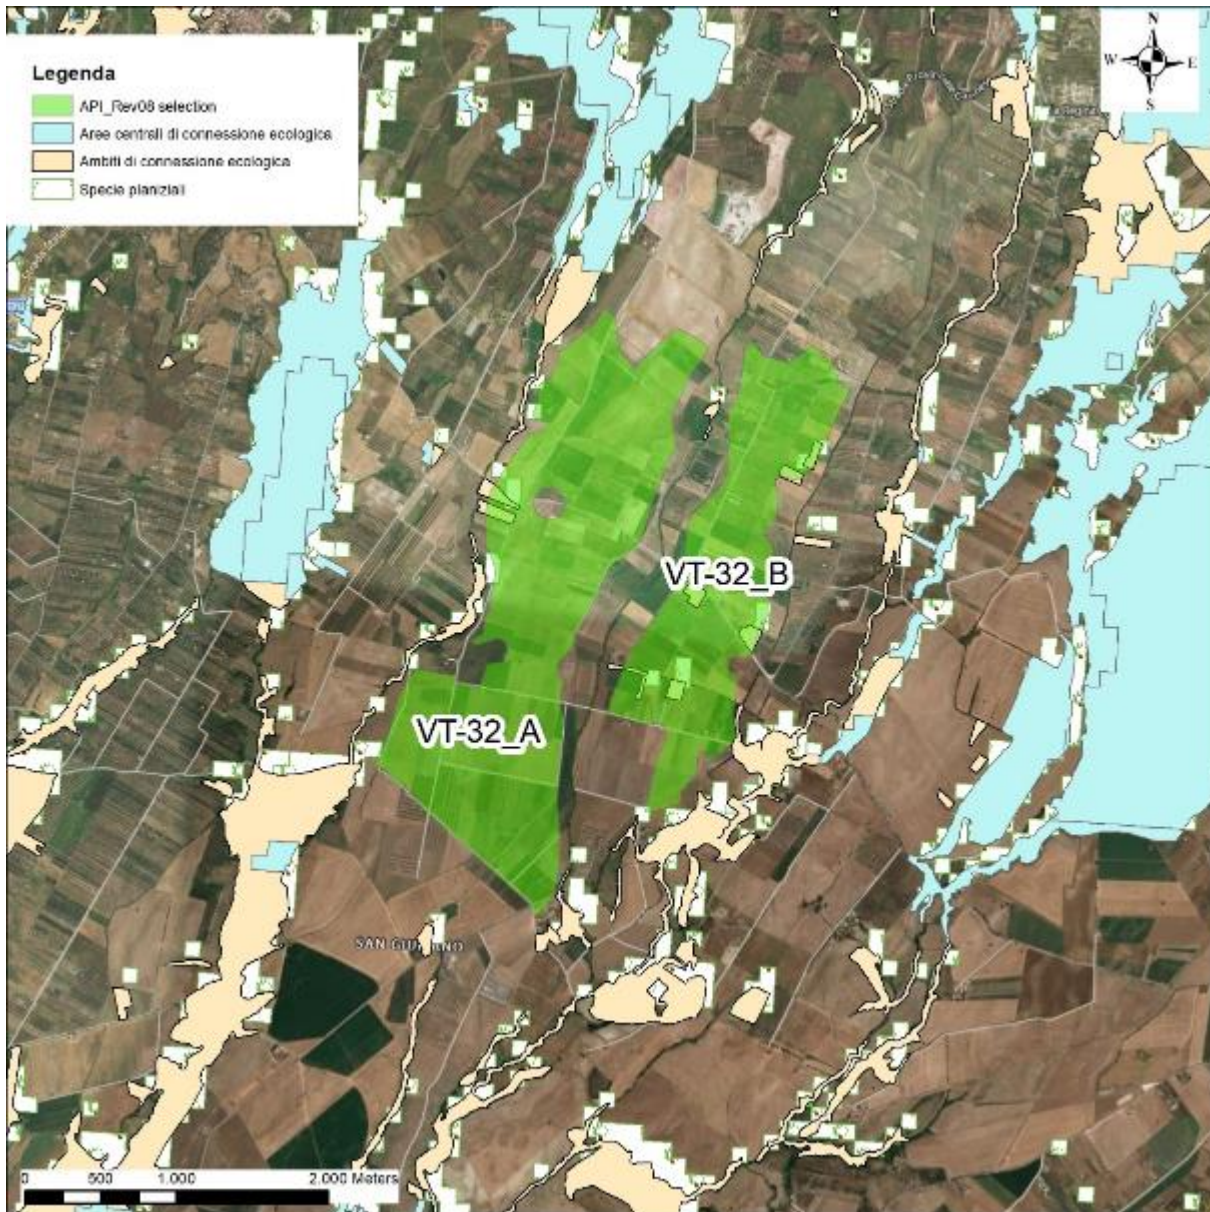 N
W E
S
Legenda
API_Rev08 selection
Aree centrali di connessione ecologica
Ambiti di connessione ecologica
Specie planiziali
VT-32_B
VT-32_A
0 500 1.000 2.000 Meters